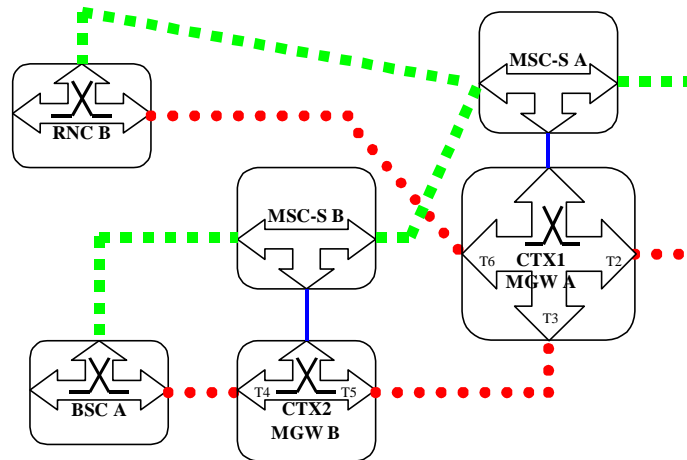 MSC-S A
RNC B
MSC-S B
CTX1
T6
T2
MGW A
T3
T4
T5
CTX2
BSC A
MGW B